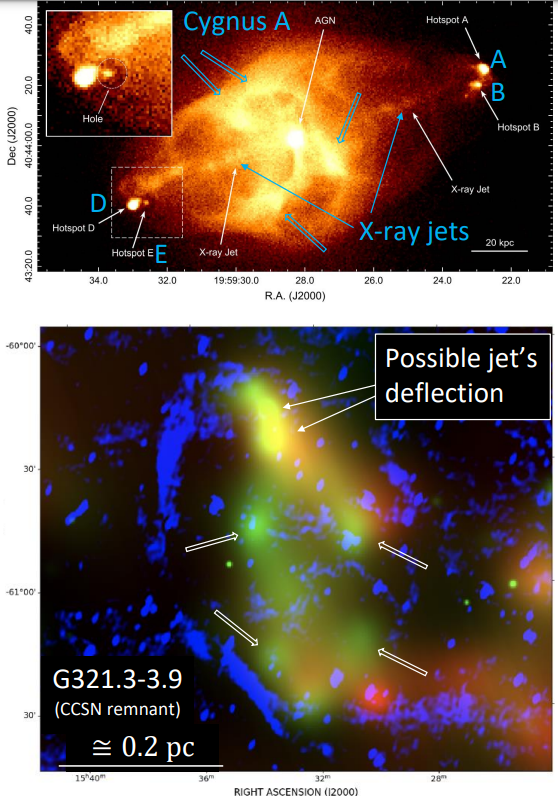 Cygnus A
AGN
Hotspot A
A
B
Hotspot B
Hole
X-ray Jet
D
Hotspot D
Hotspot E
E
X-ray Jet
X-ray jets
20 kpc
Dec (J2000)
40.0
20.0
40:44:00.0
40.0
43:20.0
34.0 32.0 19:59:30.0 28.0 26.0 24.0 22.0
R.A. (J2000)
Possible jet's
deflection
-60°00'
30'
-61°00'
30'
G321.3-3.9
(CCSN remnant)
≅ 0.2 pc
15ʰ40ᵐ 36ᵐ 32ᵐ 28ᵐ
RIGHT ASCENSION (J2000)